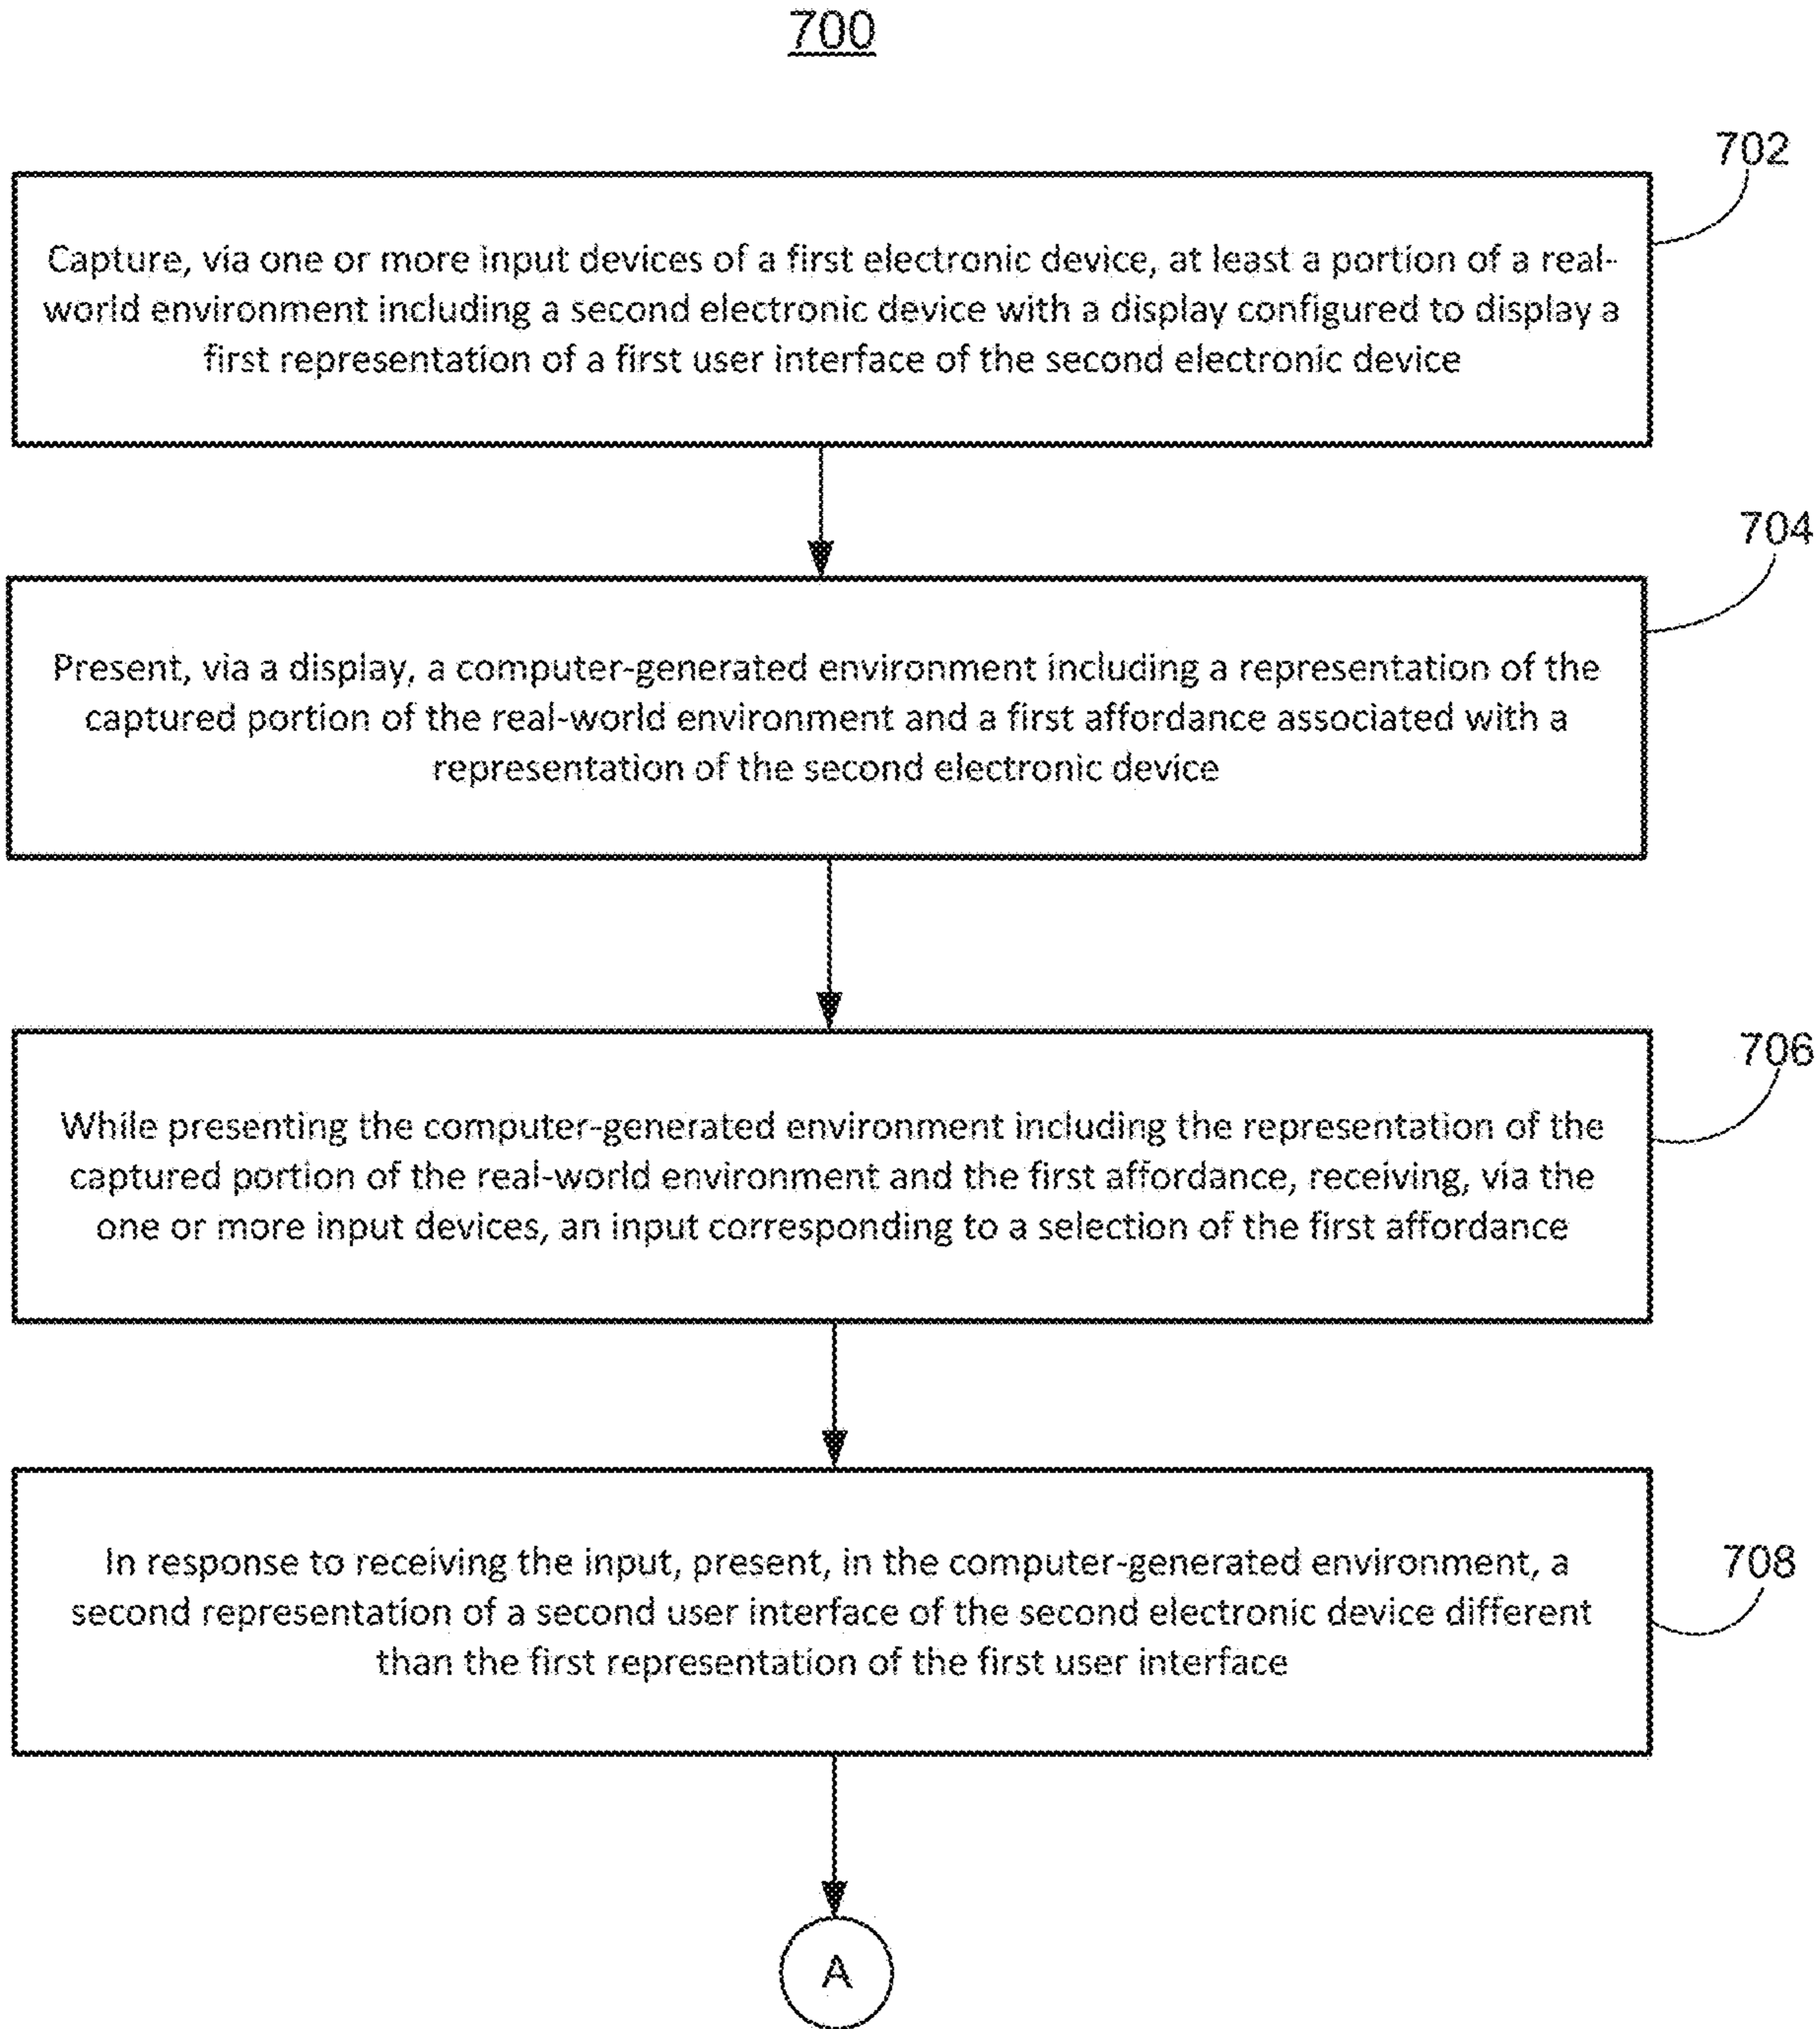 700
702
Capture, via one or more input devices of a first electronic device, at least a portion of a real-
world environment including a second electronic device with a display configured to display a
first representation of a first user interface of the second electronic device
704
Present, via a display, a computer-generated environment including a representation of the
captured portion of the real-world environment and a first affordance associated with a
representation of the second electronic device
706
While presenting the computer-generated environment including the representation of the
captured portion of the real-world environment and the first affordance, receiving, via the
one or more input devices, an input corresponding to a selection of the first affordance
708
In response to receiving the input, present, in the computer-generated environment, a
second representation of a second user interface of the second electronic device different
than the first representation of the first user interface
A